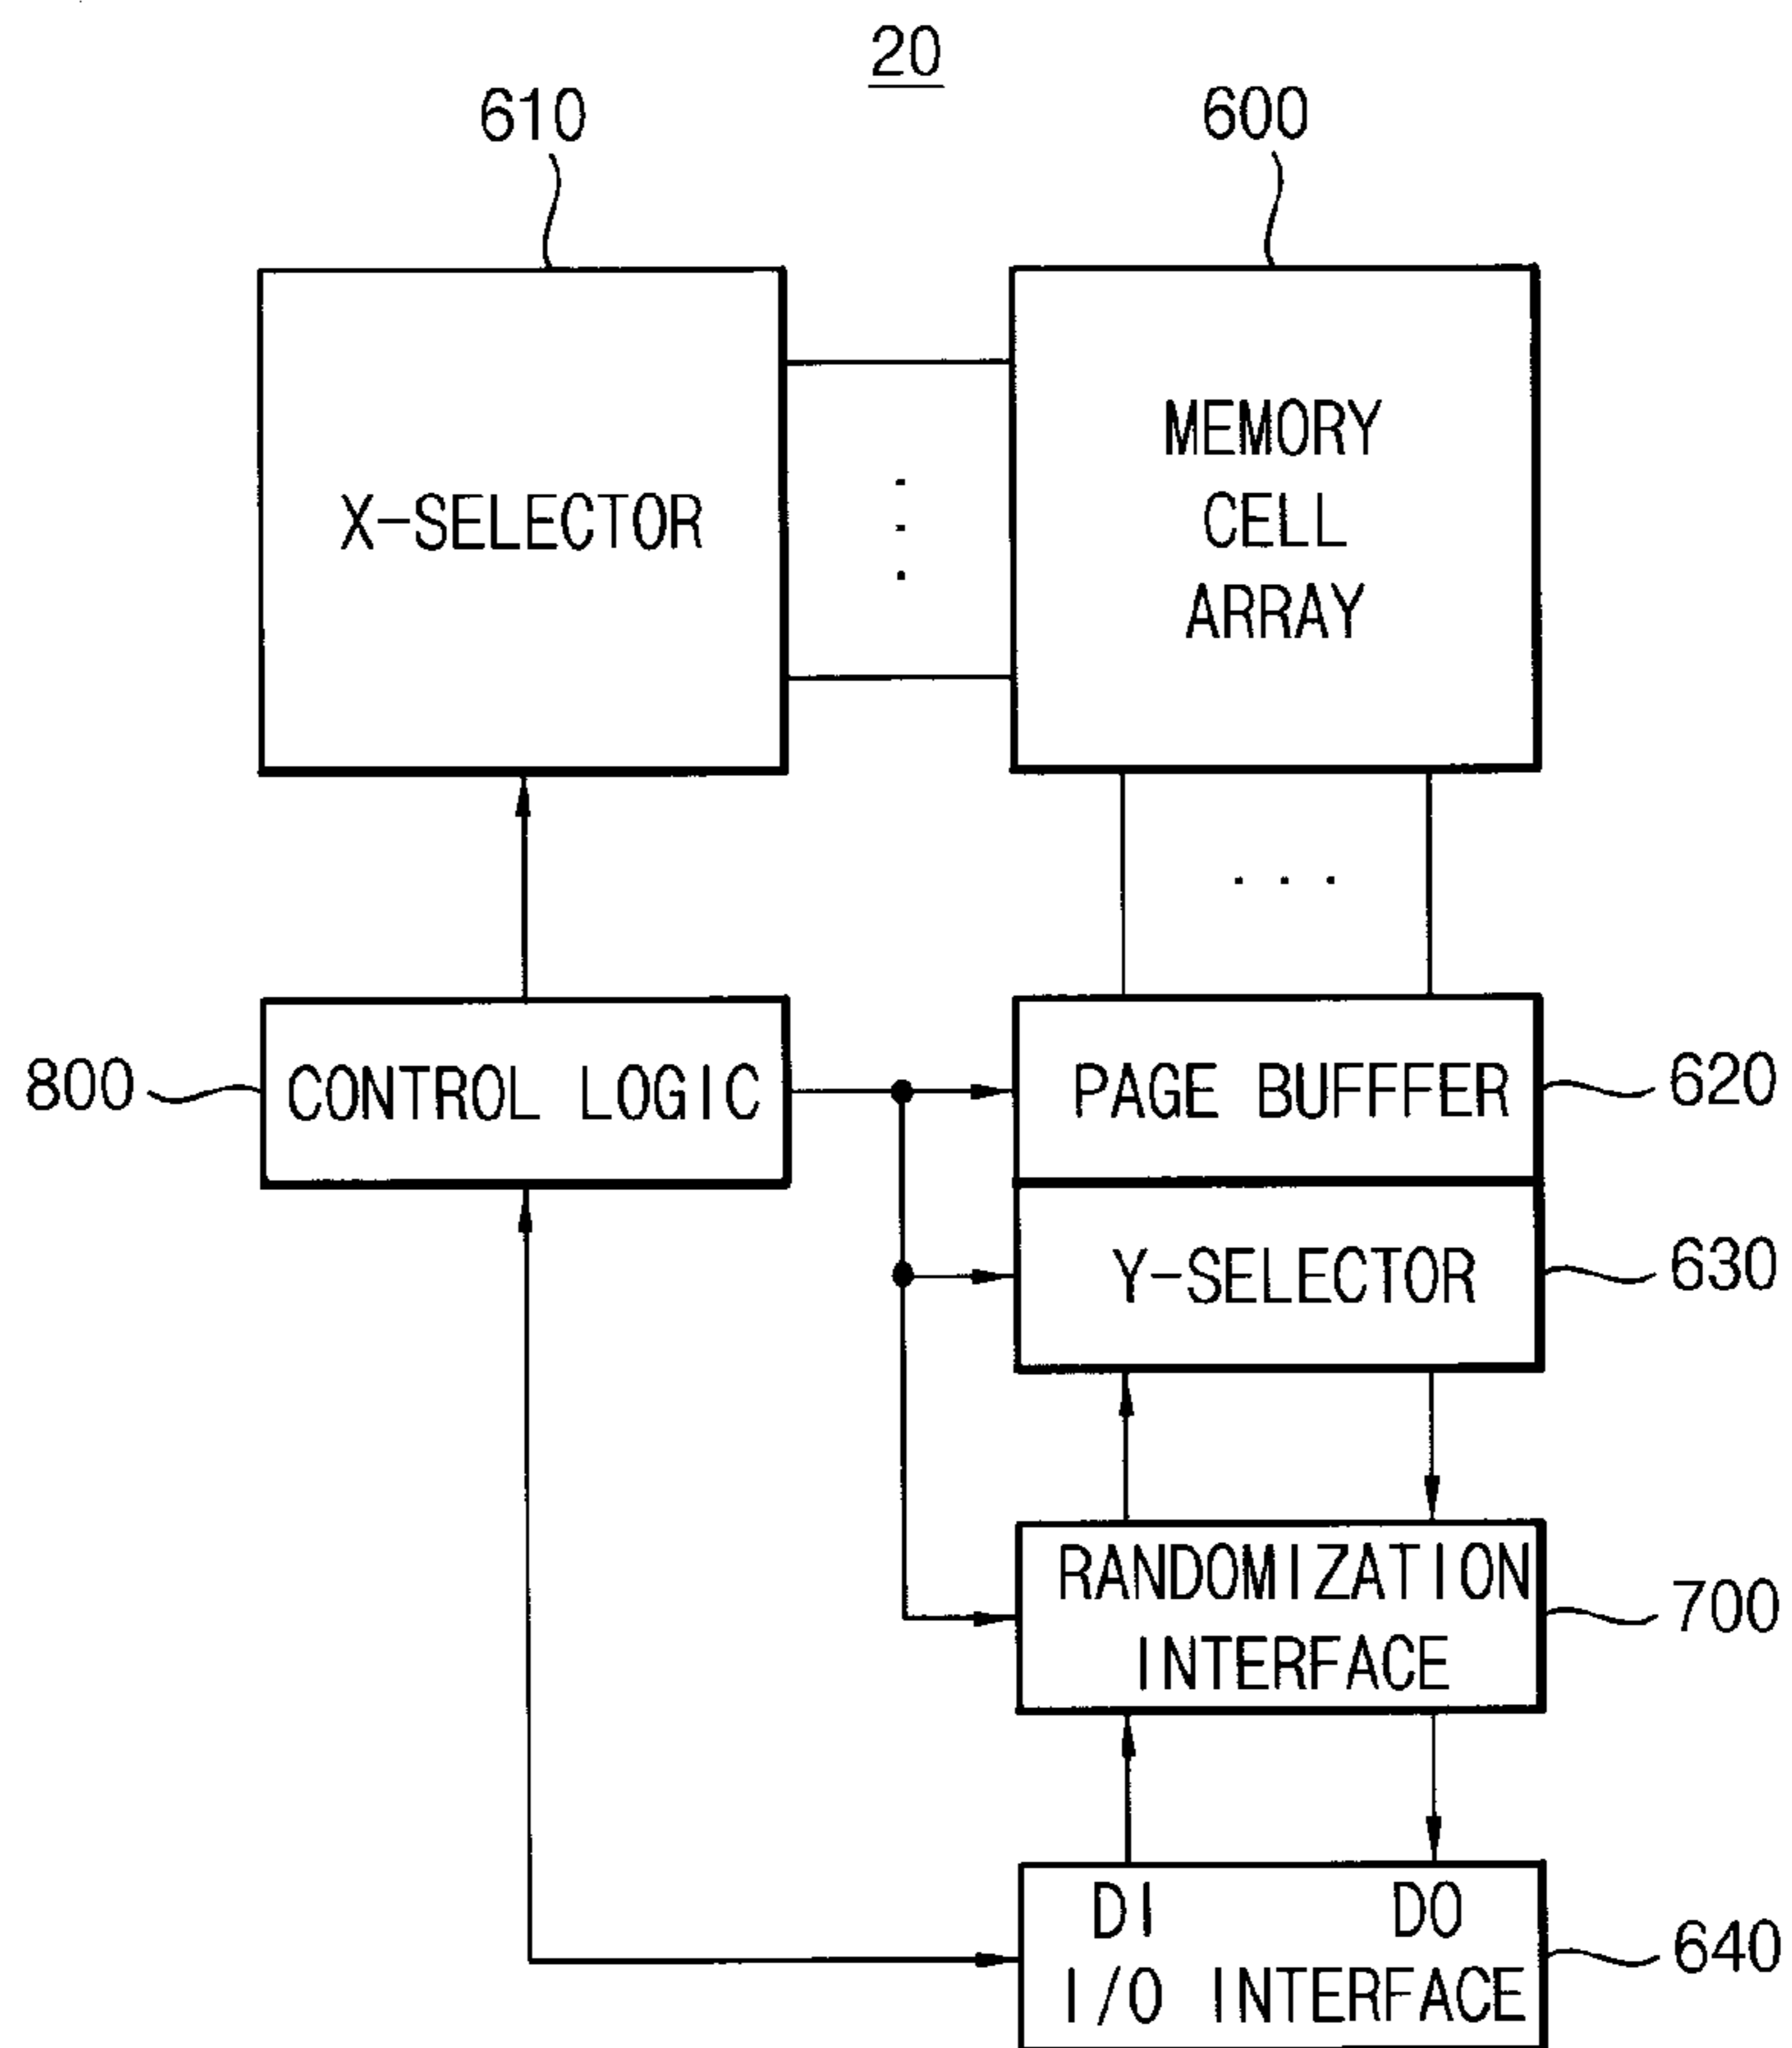 20
610
600
X-SELECTOR
MEMORY
CELL
ARRAY
800
CONTROL LOGIC
PAGE BUFFFER
620
Y-SELECTOR
630
RANDOMIZATION
INTERFACE
700
DI DO
I/O INTERFACE
640